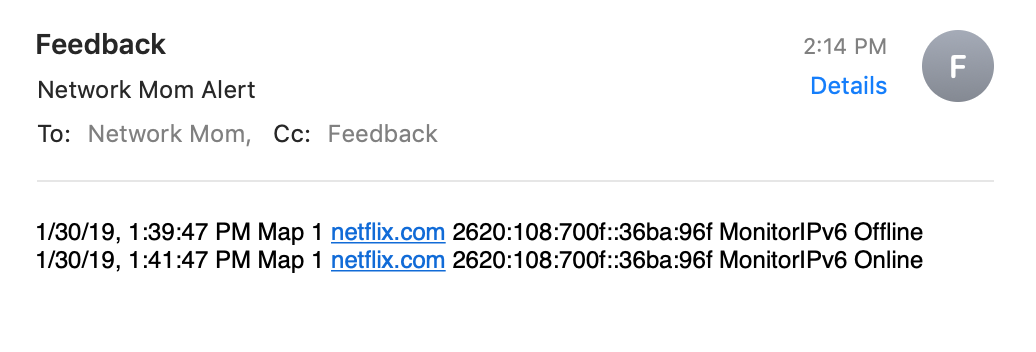 Feedback
2:14 PM
F
Network Mom Alert
Details
To: Network Mom, Cc: Feedback
1/30/19, 1:39:47 PM Map 1 netflix.com 2620:108:700f::36ba:96f MonitorIPv6 Offline
1/30/19, 1:41:47 PM Map 1 netflix.com 2620:108:700f::36ba:96f MonitorIPv6 Online